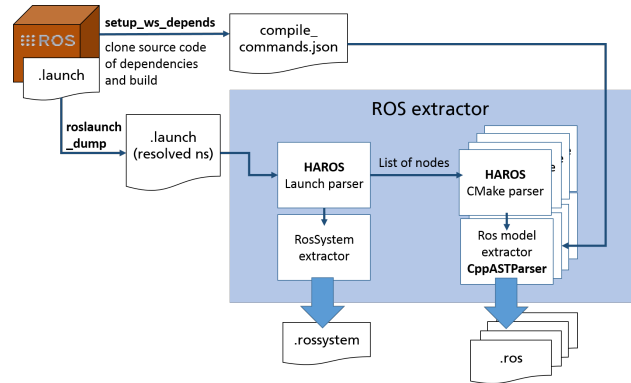 setup_ws_depends
ROS
clone source code
of dependencies
and build
compile_
commands.json
.launch
ROS extractor
roslaunch
_dump
.launch
(resolved ns)
HAROS
Launch parser
List of nodes
HAROS
CMake parser
e
RosSystem
extractor
Ros model
extractor
CppASTParser
.rossystem
.ros